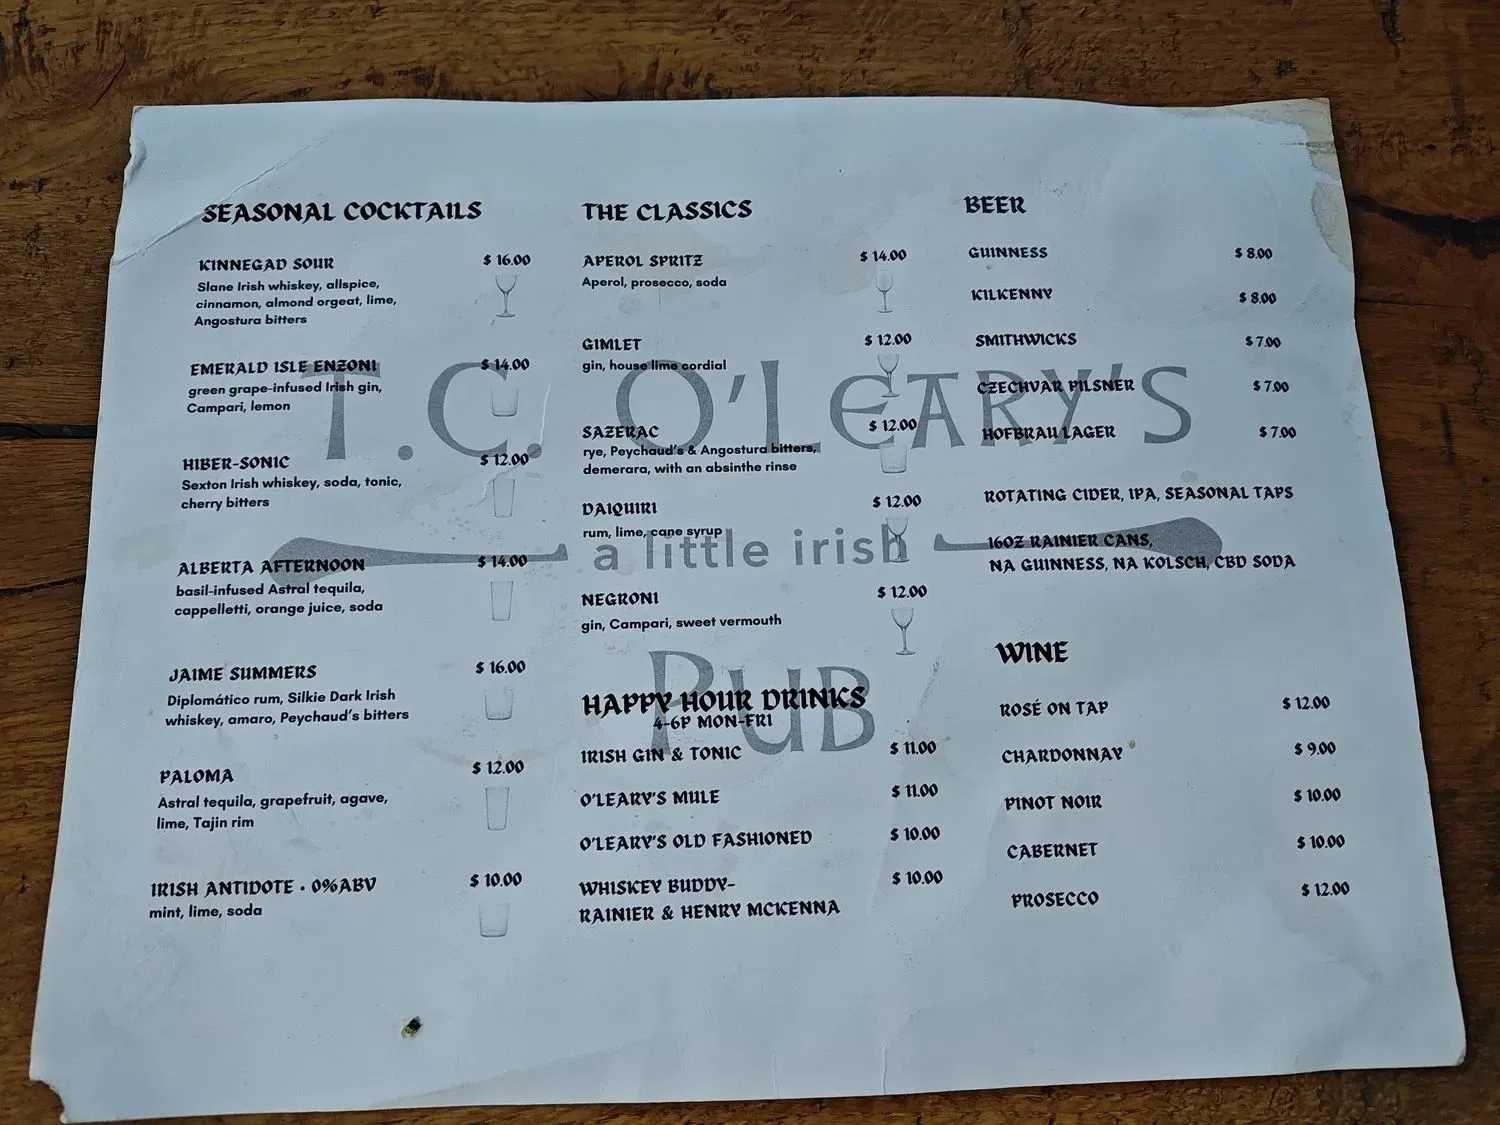 T.C. O'LEARY'S
a little irish
PUB
SEASONAL COCKTAILS
KINNEGAD SOUR $ 16.00
Slane Irish whiskey, allspice,
cinnamon, almond orgeat, lime,
Angostura bitters
EMERALD ISLE ENZONI $ 14.00
green grape-infused Irish gin,
Campari, lemon
HIBER-SONIC $ 12.00
Sexton Irish whiskey, soda, tonic,
cherry bitters
ALBERTA AFTERNOON $ 14.00
basil-infused Astral tequila,
cappelletti, orange juice, soda
JAIME SUMMERS $ 16.00
Diplomático rum, Silkie Dark Irish
whiskey, amaro, Peychaud's bitters
PALOMA $ 12.00
Astral tequila, grapefruit, agave,
lime, Tajin rim
IRISH ANTIDOTE • 0%ABV $ 10.00
mint, lime, soda
THE CLASSICS
APEROL SPRITZ $ 14.00
Aperol, prosecco, soda
GIMLET $ 12.00
gin, house lime cordial
SAZERAC $ 12.00
rye, Peychaud's & Angostura bitters,
demerara, with an absinthe rinse
DAIQUIRI $ 12.00
rum, lime, cane syrup
NEGRONI $ 12.00
gin, Campari, sweet vermouth
HAPPY HOUR DRINKS
4-6P MON-FRI
IRISH GIN & TONIC $ 11.00
O'LEARY'S MULE $ 11.00
O'LEARY'S OLD FASHIONED $ 10.00
WHISKEY BUDDY- $ 10.00
RAINIER & HENRY MCKENNA
BEER
GUINNESS $ 8.00
KILKENNY $ 8.00
SMITHWICKS $ 7.00
CZECHVAR PILSNER $ 7.00
HOFBRAU LAGER $ 7.00
ROTATING CIDER, IPA, SEASONAL TAPS
16OZ RAINIER CANS,
NA GUINNESS, NA KOLSCH, CBD SODA
WINE
ROSÉ ON TAP $ 12.00
CHARDONNAY $ 9.00
PINOT NOIR $ 10.00
CABERNET $ 10.00
PROSECCO $ 12.00